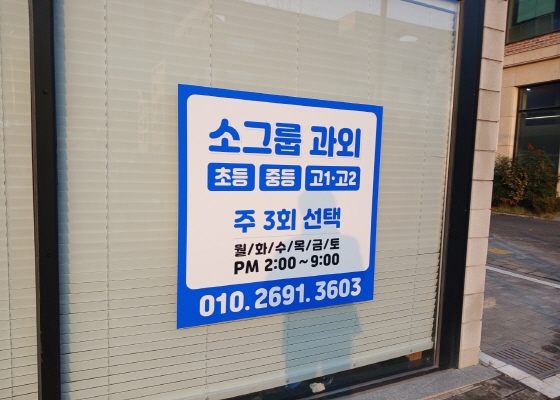 소그룹 과외
초등 중등 고1·고2
주 3회 선택
월/화/수/목/금/토
PM 2:00~9:00
010. 2691. 3603